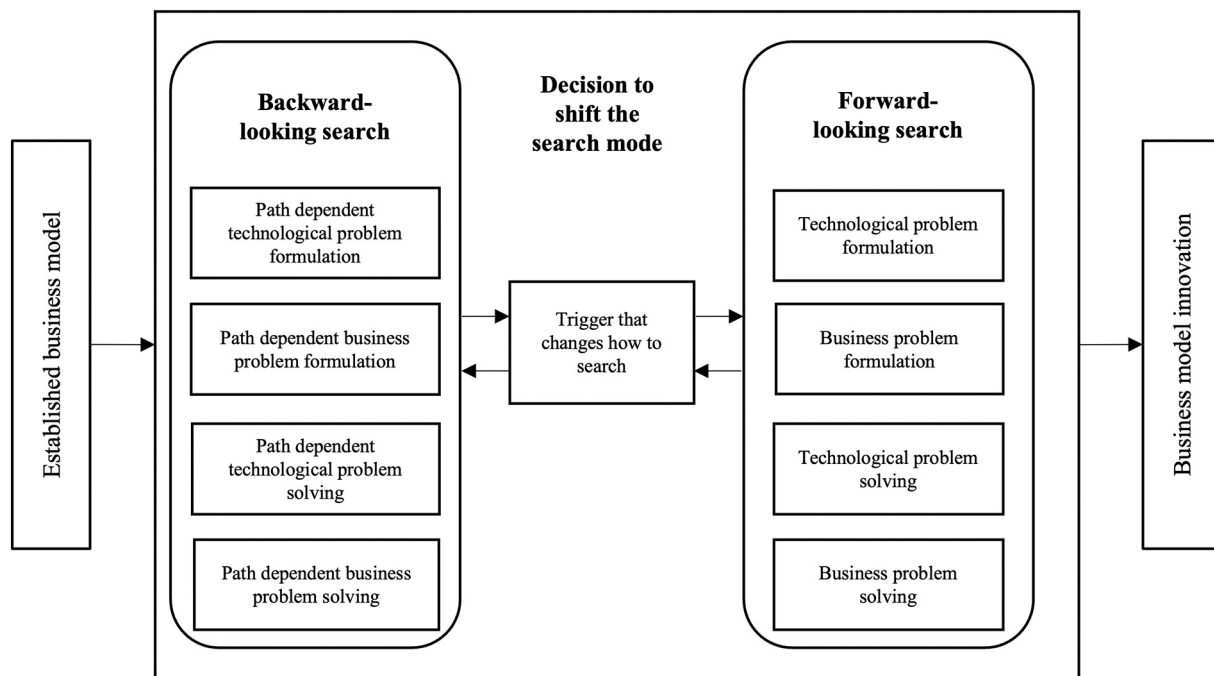 Established business model
Backward-
looking search
Path dependent
technological problem
formulation
Path dependent business
problem formulation
Path dependent
technological problem
solving
Path dependent business
problem solving
Decision to
shift the
search mode
Trigger that
changes how to
search
Forward-
looking search
Technological problem
formulation
Business problem
formulation
Technological problem
solving
Business problem
solving
Business model innovation